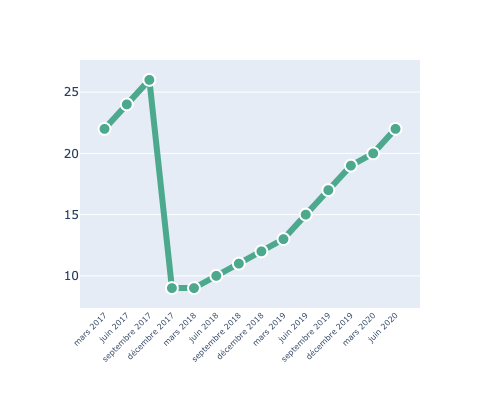 25
20
15
10
mars 2017
juin 2017
septembre 2017
décembre 2017
mars 2018
juin 2018
septembre 2018
décembre 2018
mars 2019
juin 2019
septembre 2019
décembre 2019
mars 2020
juin 2020